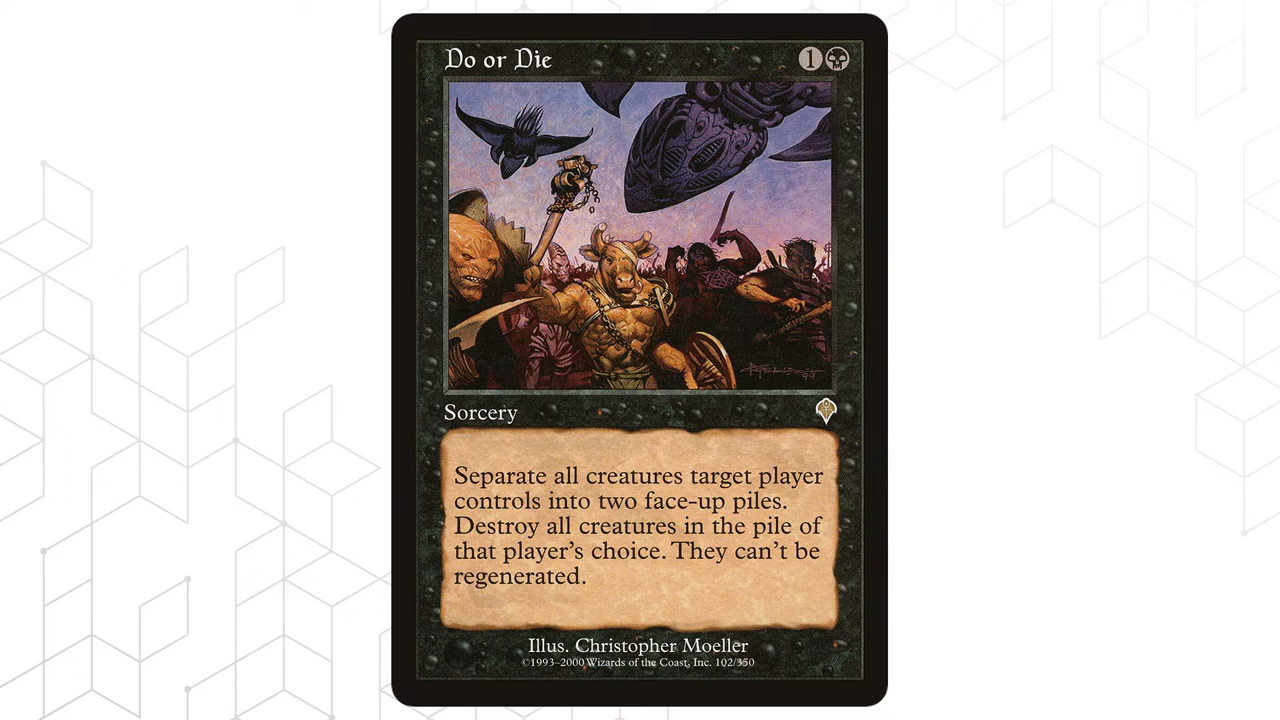 Do or Die
1
Sorcery
Separate all creatures target player
controls into two face-up piles.
Destroy all creatures in the pile of
that player's choice. They can't be
regenerated.
Illus. Christopher Moeller
©1993–2000 Wizards of the Coast, Inc. 102/350